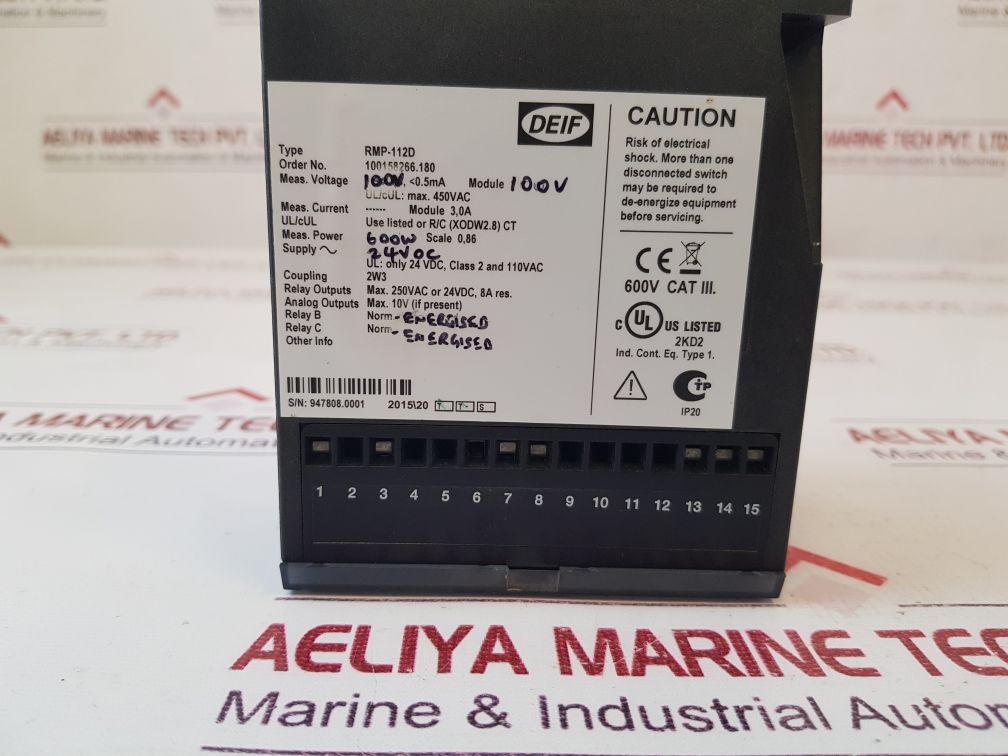 AELIYA MARINE TECH PVT. LTD
Marine & Industrial Automation
DEIF
Type RMP-112D
Order No. 100158266.180
Meas. Voltage 100V, <0.5mA Module 100V
UL/cUL: max. 450VAC
Meas. Current ------ Module 3,0A
UL/cUL Use listed or R/C (XODW2.8) CT
Meas. Power 600W Scale 0,86
Supply ~ 24VDC
UL: only 24 VDC, Class 2 and 110VAC
Coupling 2W3
Relay Outputs Max. 250VAC or 24VDC, 8A res.
Analog Outputs Max. 10V (if present)
Relay B Norm - ENERGISED
Relay C Norm - ENERGISED
Other Info
S/N: 947808.0001 2015\20 T T S
CAUTION
Risk of electrical
shock. More than one
disconnected switch
may be required to
de-energize equipment
before servicing.
CE
600V CAT III.
C UL US LISTED
2KD2
Ind. Cont. Eq. Type 1.
IP20
1 2 3 4 5 6 7 8 9 10 11 12 13 14 15
AELIYA MARINE TEC
Marine & Industrial Autom